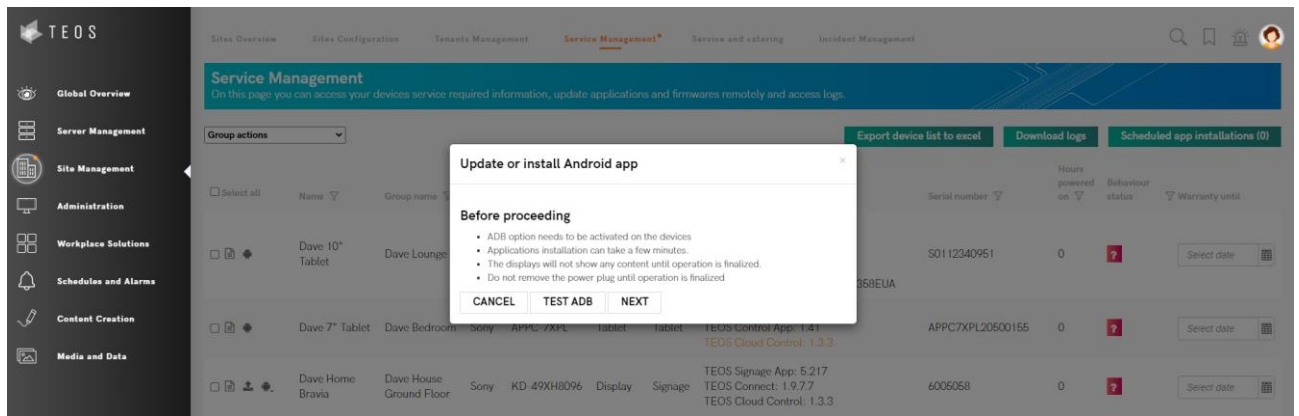 TEOS
Sites Overview Sites Configuration Tenants Management Service Management* Service and catering Incident Management
Service Management
On this page you can access your devices service required information, update applications and firmwares remotely and access logs.
Global Overview
Server Management
Site Management
Administration
Workplace Solutions
Schedules and Alarms
Content Creation
Media and Data
Group actions Export device list to excel Download logs Scheduled app installations (0)
Select all Name Group name Serial number Hours powered on Behaviour status Warranty until
Update or install Android app ×
Before proceeding
• ADB option needs to be activated on the devices
• Applications installation can take a few minutes.
• The displays will not show any content until operation is finalized.
• Do not remove the power plug until operation is finalized
CANCEL TEST ADB NEXT
Dave 10" Tablet Dave Lounge 358EUA S0112340951 0 ? Select date
Dave 7" Tablet Dave Bedroom Sony APPC-7XPL Tablet Tablet TEOS Control App: 1.41 APPC7XPL20500155 0 ? Select date
TEOS Cloud Control: 1.3.3
Dave Home Bravia Dave House Ground Floor Sony KD-49XH8096 Display Signage TEOS Signage App: 5.217 6005058 0 ? Select date
TEOS Connect: 1.9.7.7
TEOS Cloud Control: 1.3.3